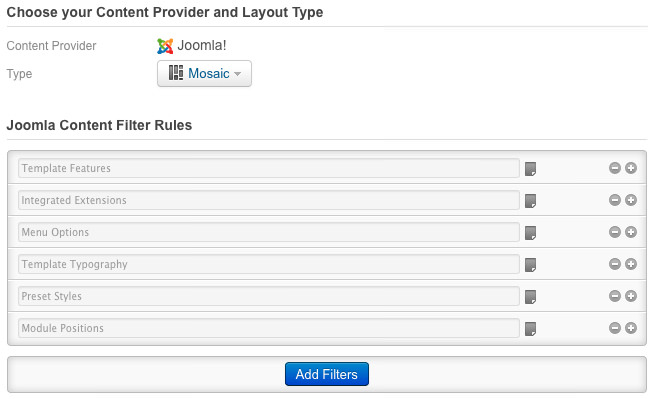 Choose your Content Provider and Layout Type
Content Provider Joomla!
Type Mosaic
Joomla Content Filter Rules
Template Features
Integrated Extensions
Menu Options
Template Typography
Preset Styles
Module Positions
Add Filters